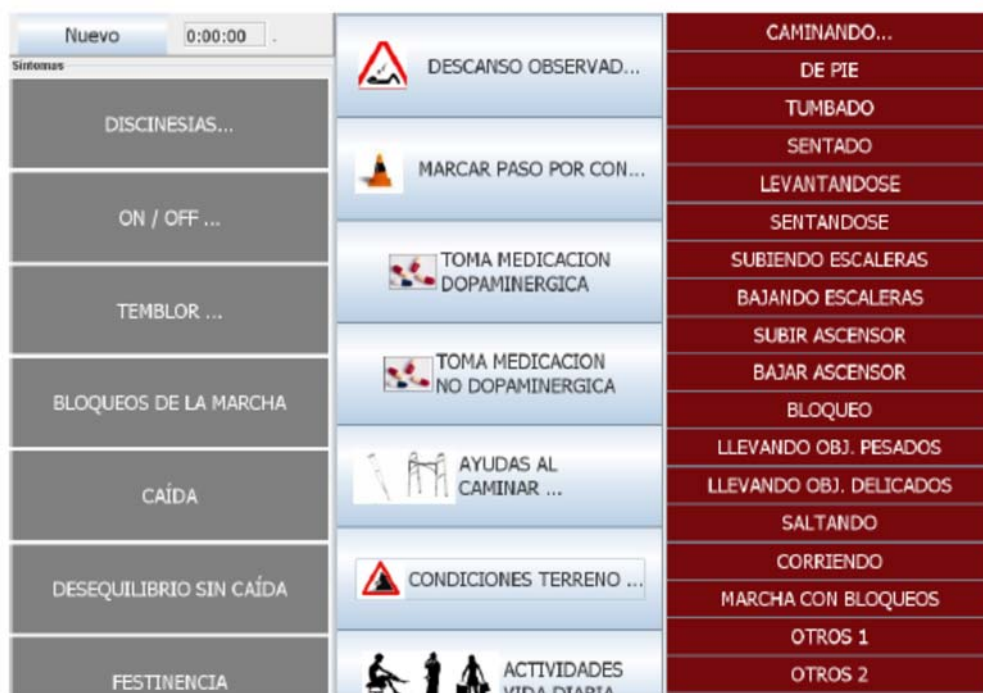 Nuevo
0:00:00
Síntomas
DISCINESIAS...
ON / OFF ...
TEMBLOR ...
BLOQUEOS DE LA MARCHA
CAÍDA
DESEQUILIBRIO SIN CAÍDA
FESTINENCIA
DESCANSO OBSERVAD...
MARCAR PASO POR CON...
TOMA MEDICACION
DOPAMINERGICA
TOMA MEDICACION
NO DOPAMINERGICA
AYUDAS AL
CAMINAR ...
CONDICIONES TERRENO ...
ACTIVIDADES
VIDA DIARIA
CAMINANDO...
DE PIE
TUMBADO
SENTADO
LEVANTANDOSE
SENTANDOSE
SUBIENDO ESCALERAS
BAJANDO ESCALERAS
SUBIR ASCENSOR
BAJAR ASCENSOR
BLOQUEO
LLEVANDO OBJ. PESADOS
LLEVANDO OBJ. DELICADOS
SALTANDO
CORRIENDO
MARCHA CON BLOQUEOS
OTROS 1
OTROS 2